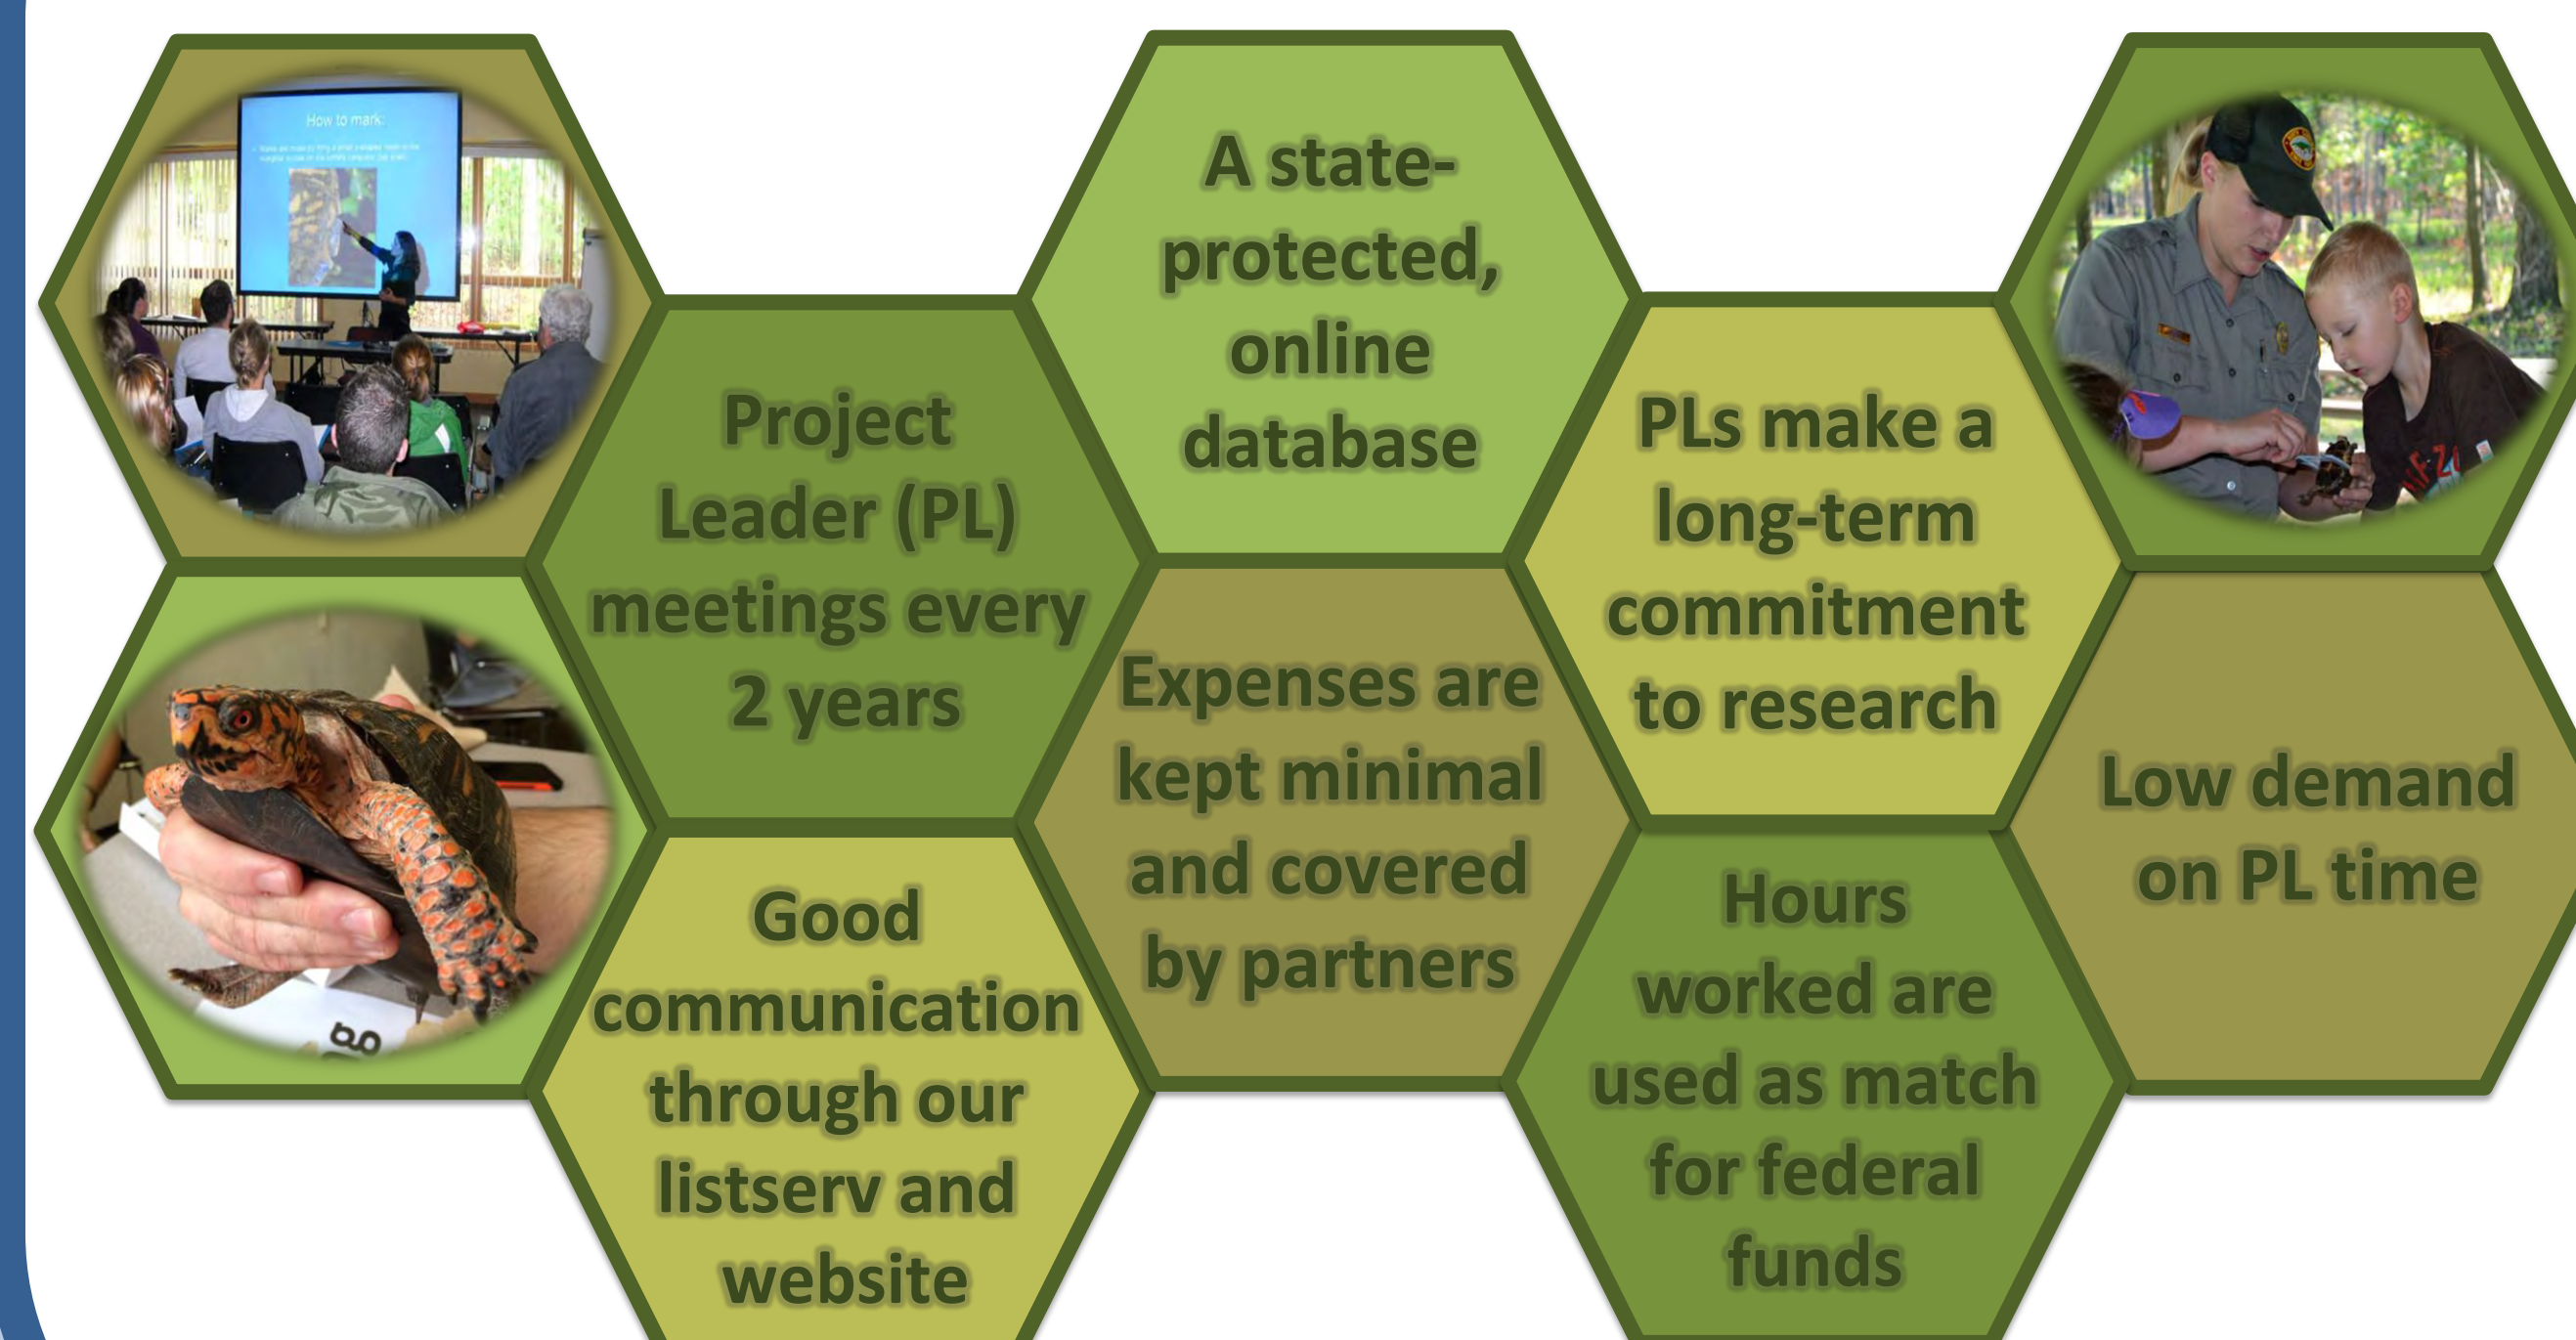 How to mark:
Project
Leader (PL)
meetings every
2 years
Good
communication
through our
listserv and
website
A state-
protected,
online
database
Expenses are
kept minimal
and covered
by partners
PLs make a
long-term
commitment
to research
Hours
worked are
used as match
for federal
funds
Low demand
on PL time